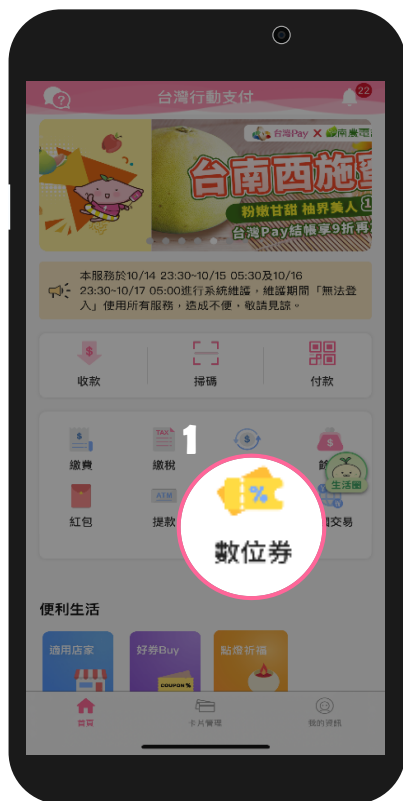 22
台灣行動支付
台灣Pay X
台南西施
粉嫩甘甜 柚界美人
台灣Pay結帳享9折再
本服務於10/14 23:30~10/15 05:30及10/16
23:30~10/17 05:00進行系統維護，維護期間「無法登
入」使用所有服務，造成不便、敬請見諒。
$
收款
掃碼
付款
1
$
TAX
$
$
繳費
繳稅
生活圈
ATM
%
紅包
提款
數位券
交易
便利生活
適用店家
好券Buy
點燈祈福
COUPON %
首頁
卡片管理
我的資訊